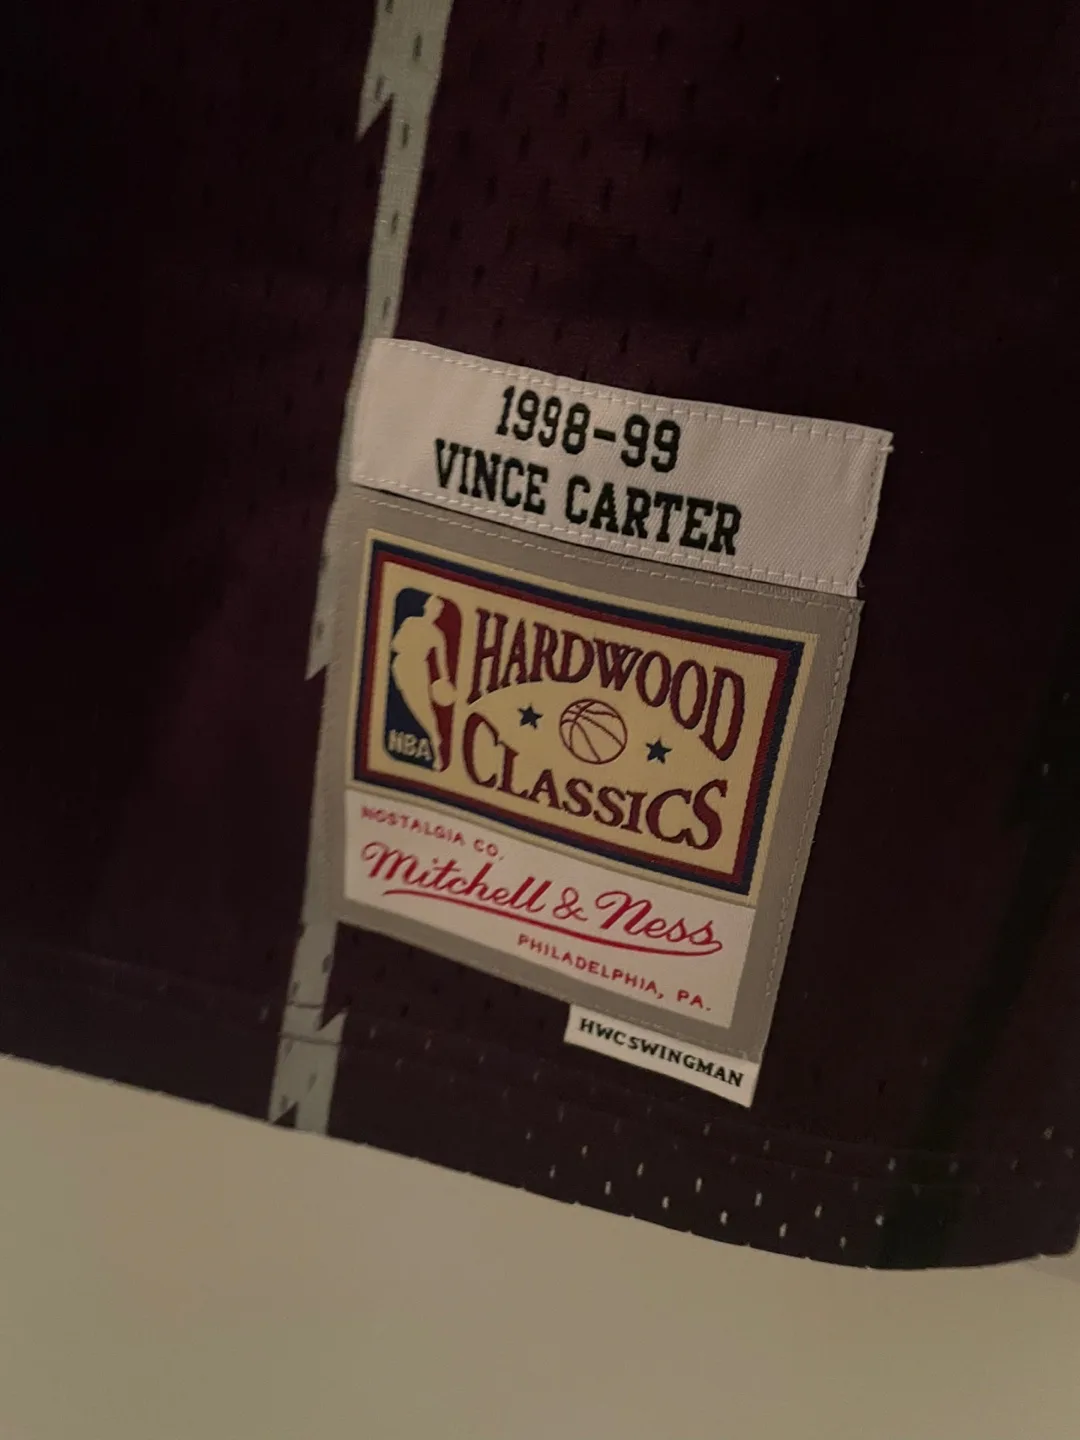 1998-99
VINCE CARTER
NBA
HARDWOOD
CLASSICS
NOSTALGIA CO.
Mitchell & Ness
PHILADELPHIA, PA.
HWC SWINGMAN